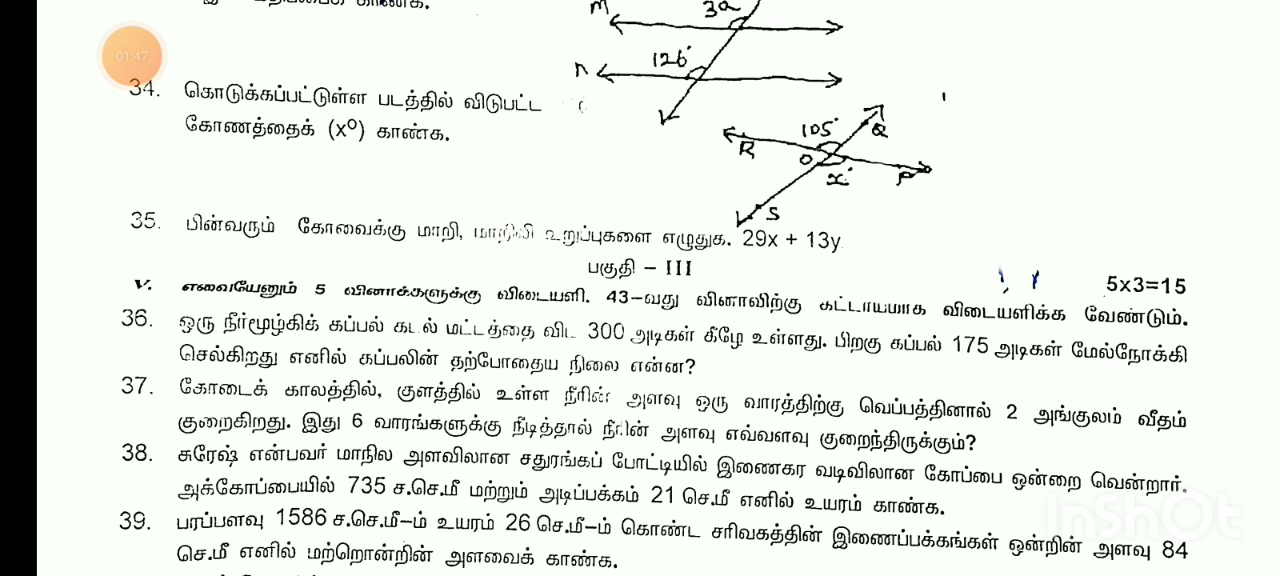 m
3a
01:47
n
126°
34. கொடுக்கப்பட்டுள்ள படத்தில் விடுபட்ட
கோணத்தைக் (x⁰) காண்க.
105° Q
R O
x° P
S
35. பின்வரும் கோவைக்கு மாறி, மாறிலி உறுப்புகளை எழுதுக. 29x + 13y
பகுதி – III
V. எவையேனும் 5 வினாக்களுக்கு விடையளி. 43–வது வினாவிற்கு கட்டாயமாக விடையளிக்க வேண்டும். 5x3=15
36. ஒரு நீர்மூழ்கிக் கப்பல் கடல் மட்டத்தை விட 300 அடிகள் கீழே உள்ளது. பிறகு கப்பல் 175 அடிகள் மேல்நோக்கி
செல்கிறது எனில் கப்பலின் தற்போதைய நிலை என்ன?
37. கோடைக் காலத்தில், குளத்தில் உள்ள நீரின் அளவு ஒரு வாரத்திற்கு வெப்பத்தினால் 2 அங்குலம் வீதம்
குறைகிறது. இது 6 வாரங்களுக்கு நீடித்தால் நீரின் அளவு எவ்வளவு குறைந்திருக்கும்?
38. சுரேஷ் என்பவர் மாநில அளவிலான சதுரங்கப் போட்டியில் இணைகர வடிவிலான கோப்பை ஒன்றை வென்றார்.
அக்கோப்பையில் 735 ச.செ.மீ மற்றும் அடிப்பக்கம் 21 செ.மீ எனில் உயரம் காண்க.
39. பரப்பளவு 1586 ச.செ.மீ–ம் உயரம் 26 செ.மீ–ம் கொண்ட சரிவகத்தின் இணைப்பக்கங்கள் ஒன்றின் அளவு 84
செ.மீ எனில் மற்றொன்றின் அளவைக் காண்க.
InShOt